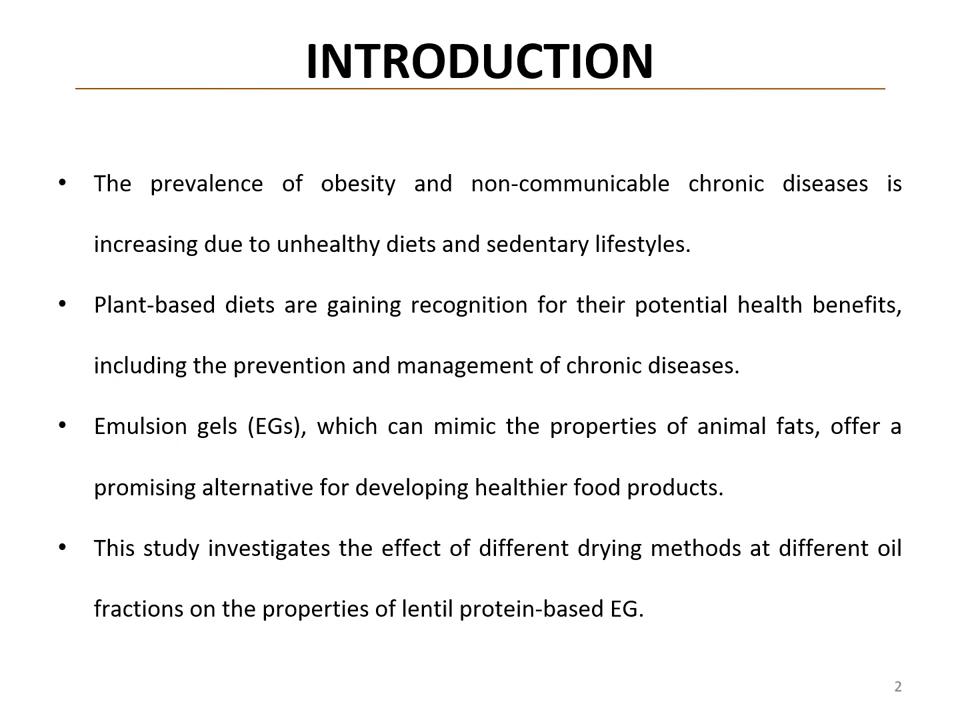 INTRODUCTION
• The prevalence of obesity and non-communicable chronic diseases is
increasing due to unhealthy diets and sedentary lifestyles.
• Plant-based diets are gaining recognition for their potential health benefits,
including the prevention and management of chronic diseases.
• Emulsion gels (EGs), which can mimic the properties of animal fats, offer a
promising alternative for developing healthier food products.
• This study investigates the effect of different drying methods at different oil
fractions on the properties of lentil protein-based EG.
2